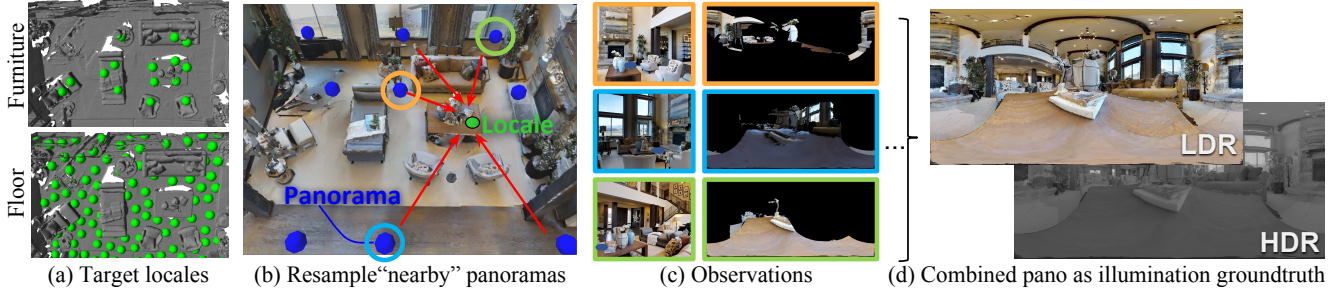 Furniture
Floor
Locale
Panorama
...
LDR
HDR
(a) Target locales
(b) Resample“nearby” panoramas
(c) Observations
(d) Combined pano as illumination groundtruth